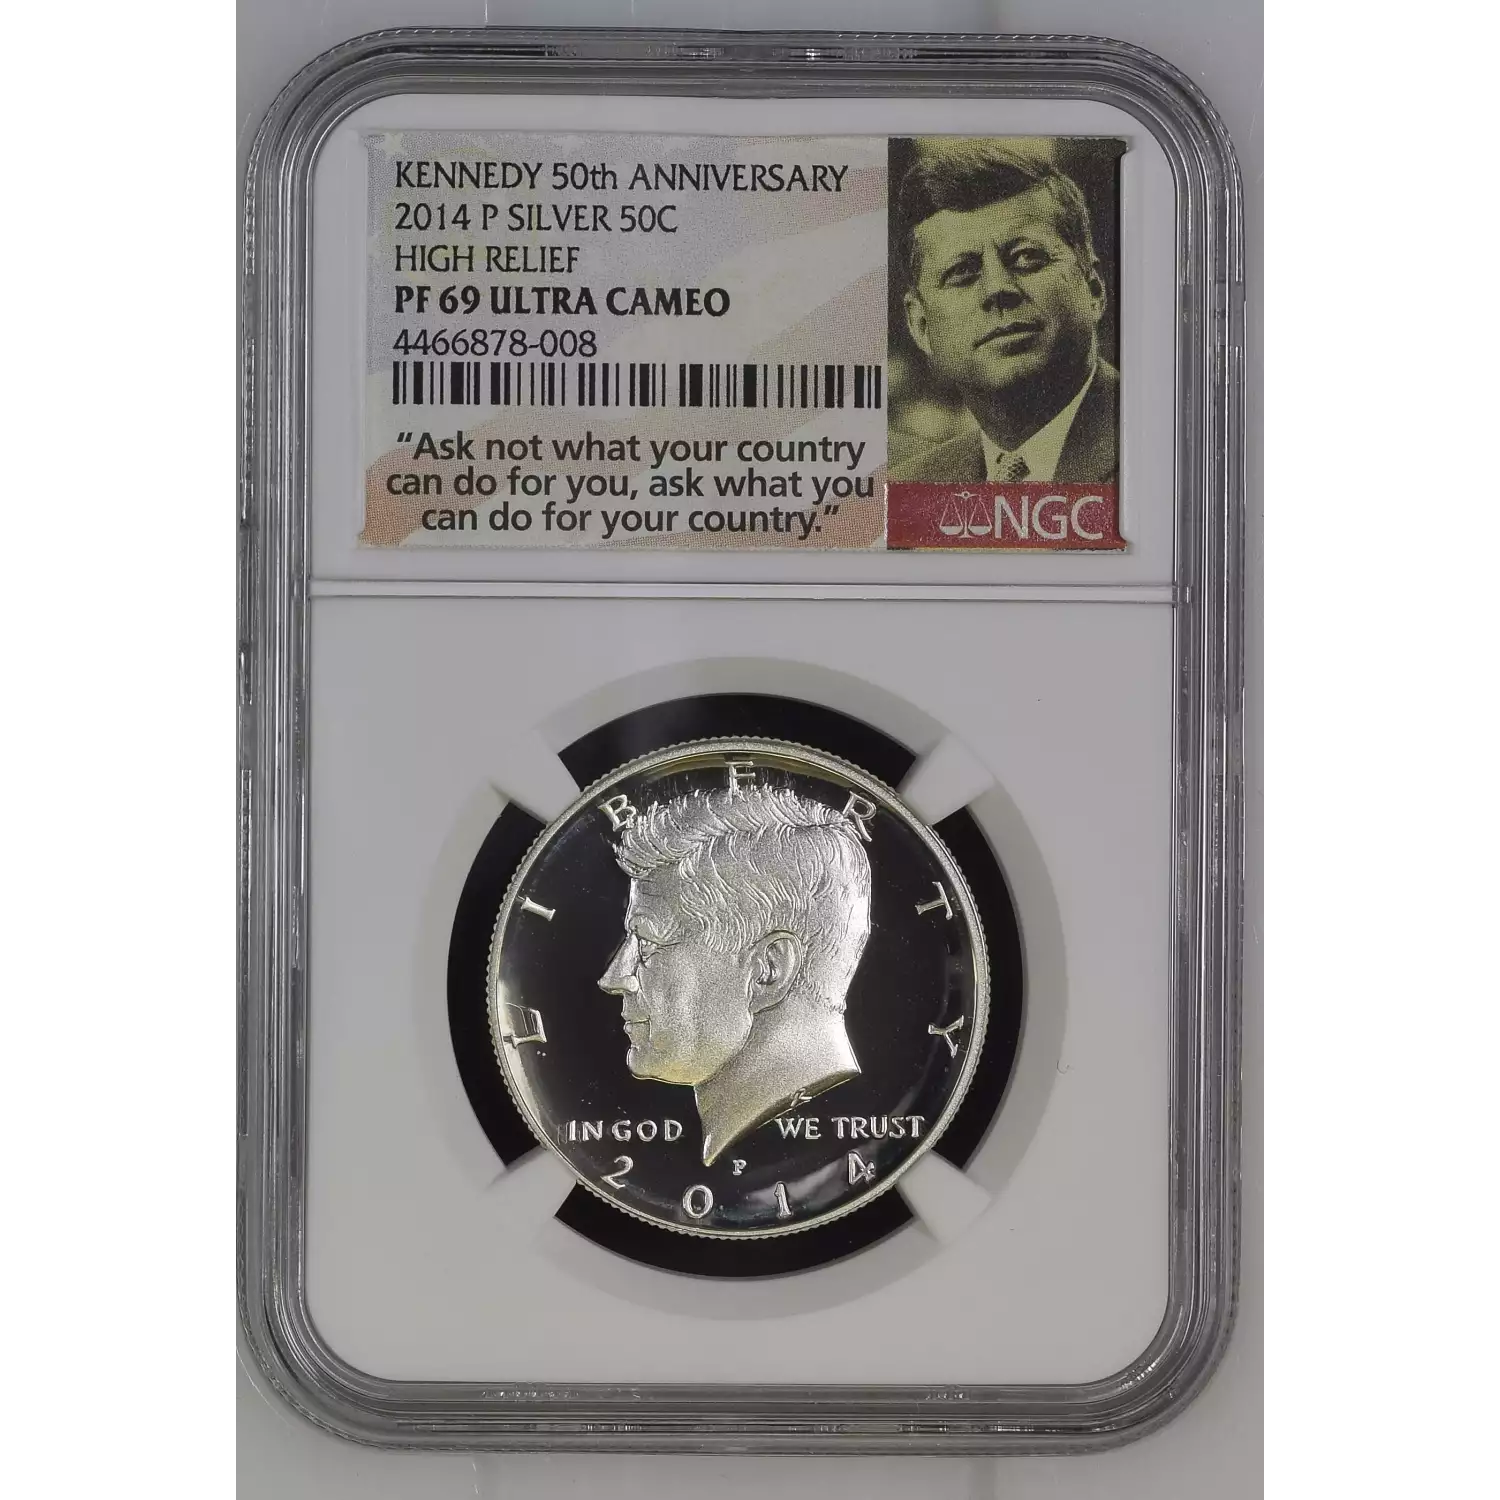 KENNEDY 50th ANNIVERSARY
2014 P SILVER 50C
HIGH RELIEF
PF 69 ULTRA CAMEO
4466878-008
“Ask not what your country
can do for you, ask what you
can do for your country.”
NGC
LIBERTY
IN GOD WE TRUST
P
2014